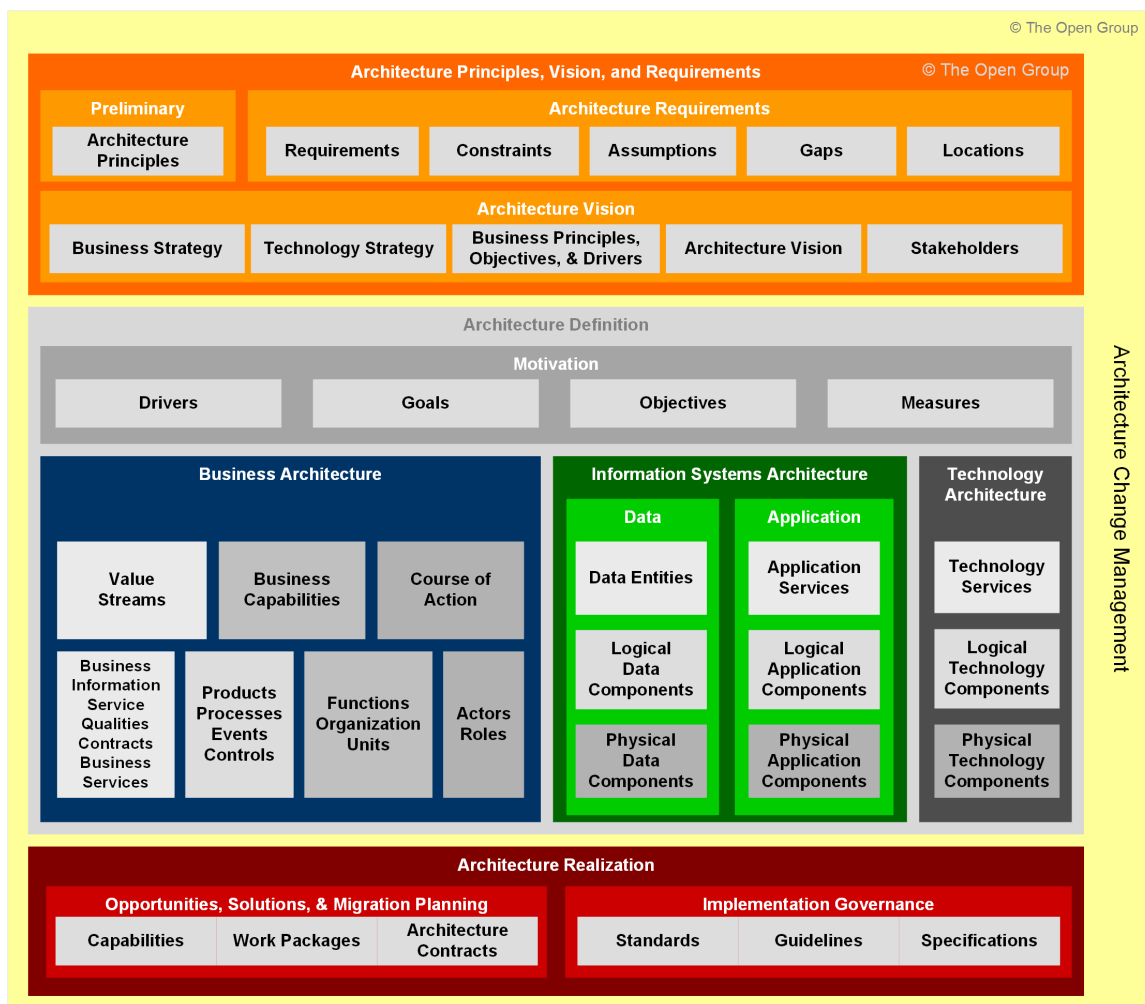 © The Open Group
Architecture Principles, Vision, and Requirements
© The Open Group
Preliminary
Architecture
Principles
Architecture Requirements
Requirements
Constraints
Assumptions
Gaps
Locations
Architecture Vision
Business Strategy
Technology Strategy
Business Principles,
Objectives, & Drivers
Architecture Vision
Stakeholders
Architecture Definition
Motivation
Drivers
Goals
Objectives
Measures
Business Architecture
Value
Streams
Business
Capabilities
Course of
Action
Business
Information
Service
Qualities
Contracts
Business
Services
Products
Processes
Events
Controls
Functions
Organization
Units
Actors
Roles
Information Systems Architecture
Data
Data Entities
Logical
Data
Components
Physical
Data
Components
Application
Application
Services
Logical
Application
Components
Physical
Application
Components
Technology
Architecture
Technology
Services
Logical
Technology
Components
Physical
Technology
Components
Architecture Realization
Opportunities, Solutions, & Migration Planning
Capabilities
Work Packages
Architecture
Contracts
Implementation Governance
Standards
Guidelines
Specifications
Architecture Change Management